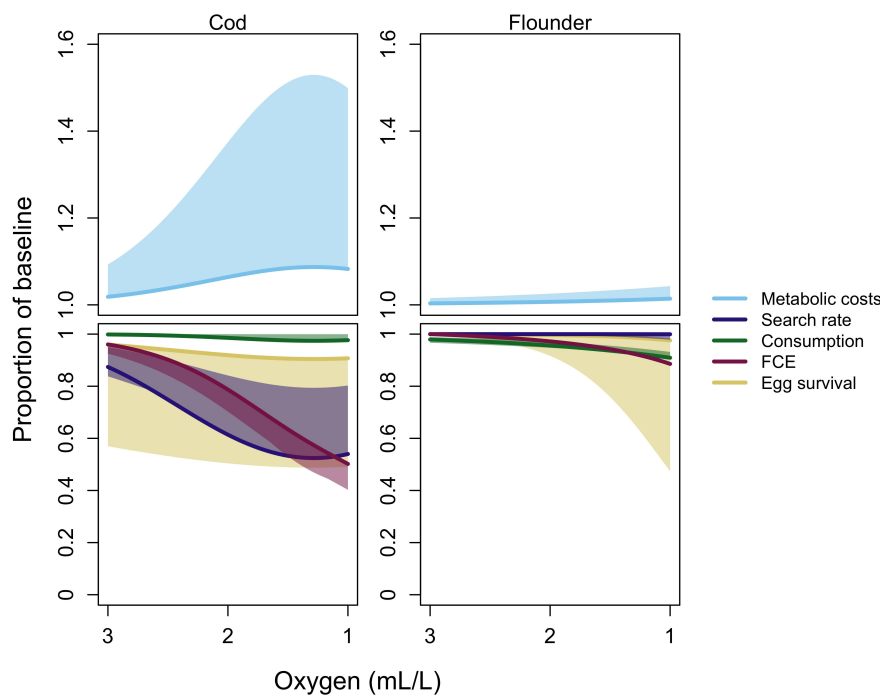 Cod
Flounder
Proportion of baseline
1.6
1.4
1.2
1.0
1.6
1.4
1.2
1.0
Proportion of baseline
1
0.8
0.6
0.4
0.2
0
1
0.8
0.6
0.4
0.2
0
3
2
1
3
2
1
Oxygen (mL/L)
Metabolic costs
Search rate
Consumption
FCE
Egg survival